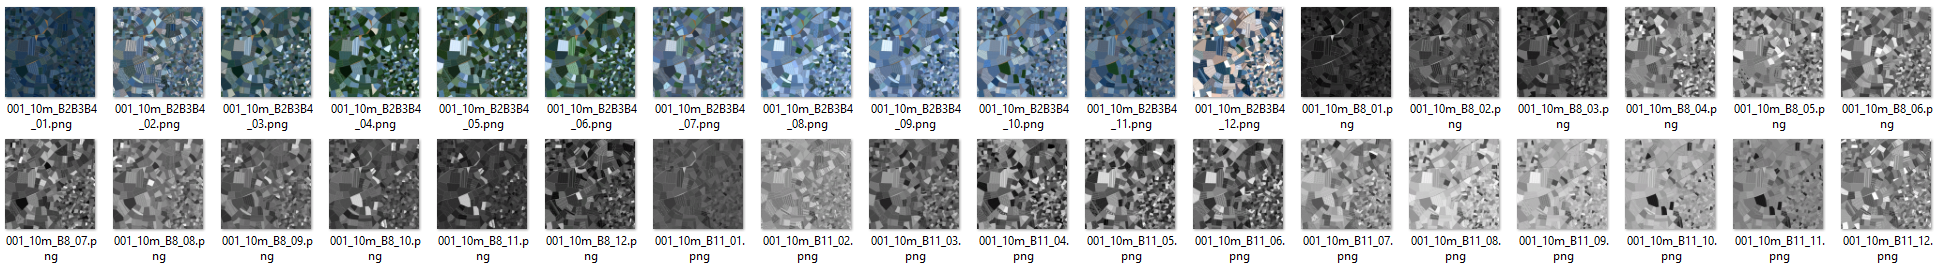 001_10m_B2B3B4 001_10m_B2B3B4 001_10m_B2B3B4 001_10m_B2B3B4 001_10m_B2B3B4 001_10m_B2B3B4 001_10m_B2B3B4 001_10m_B2B3B4 001_10m_B2B3B4 001_10m_B2B3B4 001_10m_B2B3B4 001_10m_B2B3B4 001_10m_B8_01.p 001_10m_B8_02.p 001_10m_B8_03.p 001_10m_B8_04.p 001_10m_B8_05.p 001_10m_B8_06.p
_01.png _02.png _03.png _04.png _05.png _06.png _07.png _08.png _09.png _10.png _11.png _12.png ng ng ng ng ng ng
001_10m_B8_07.p 001_10m_B8_08.p 001_10m_B8_09.p 001_10m_B8_10.p 001_10m_B8_11.p 001_10m_B8_12.p 001_10m_B11_01. 001_10m_B11_02. 001_10m_B11_03. 001_10m_B11_04. 001_10m_B11_05. 001_10m_B11_06. 001_10m_B11_07. 001_10m_B11_08. 001_10m_B11_09. 001_10m_B11_10. 001_10m_B11_11. 001_10m_B11_12.
ng ng ng ng ng ng png png png png png png png png png png png png